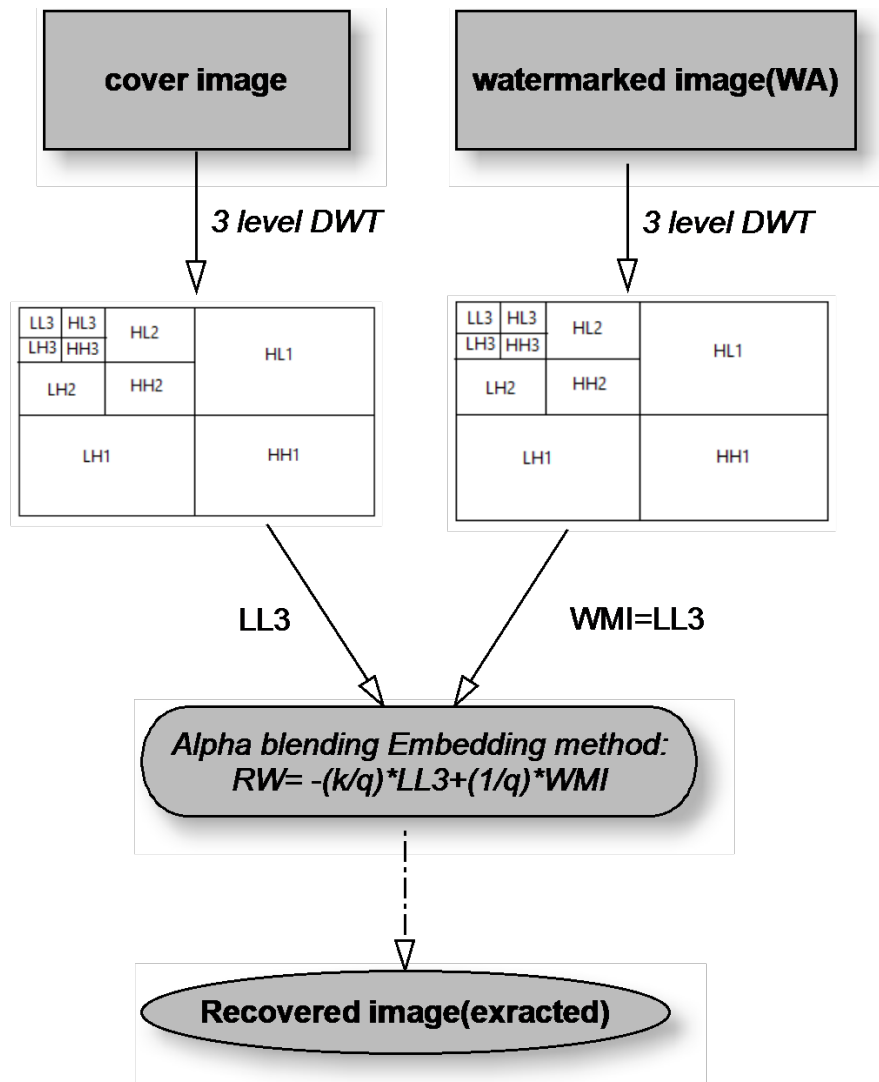 cover image
watermarked image(WA)
3 level DWT
3 level DWT
LL3 HL3 HL2 HL1
LH3 HH3
LH2 HH2
LH1 HH1
LL3 HL3 HL2 HL1
LH3 HH3
LH2 HH2
LH1 HH1
LL3
WMI=LL3
Alpha blending Embedding method:
RW= -(k/q)*LL3+(1/q)*WMI
Recovered image(exracted)